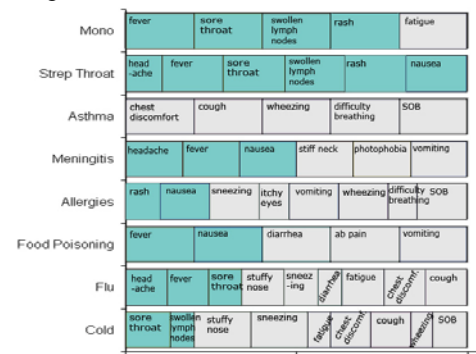 Mono fever sore throat swollen lymph nodes rash fatigue
Strep Throat head -ache fever sore throat swollen lymph nodes rash nausea
Asthma chest discomfort cough wheezing difficulty breathing SOB
Meningitis headache fever nausea stiff neck photophobia vomiting
Allergies rash nausea sneezing itchy eyes vomiting wheezing difficulty breathing SOB
Food Poisoning fever nausea diarrhea ab pain vomiting
Flu head -ache fever sore throat stuffy nose sneez -ing diarrhea fatigue chest discomf. cough
Cold sore throat swollen lymph nodes stuffy nose sneezing fatigue chest discomf. cough wheezing SOB